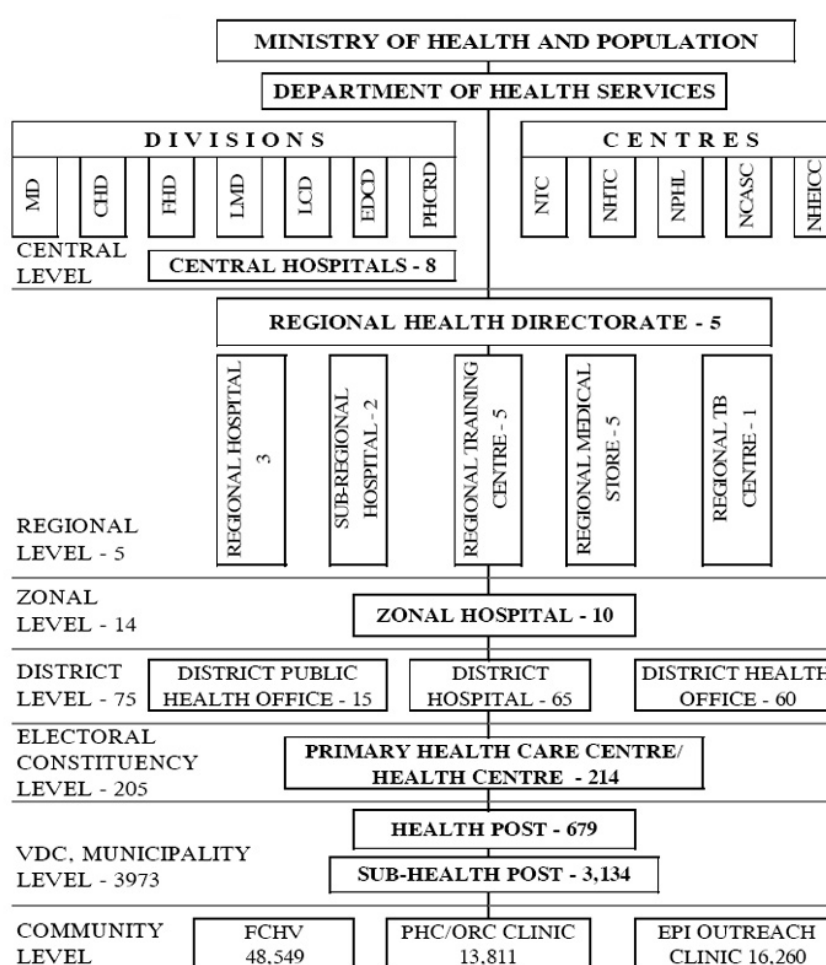 MINISTRY OF HEALTH AND POPULATION
DEPARTMENT OF HEALTH SERVICES
DIVISIONS
CENTRES
MD
CHD
FHD
LMD
LCD
EDCD
PHCRD
NTC
NHTC
NPHL
NCASC
NHEICC
CENTRAL
LEVEL
CENTRAL HOSPITALS - 8
REGIONAL HEALTH DIRECTORATE - 5
REGIONAL HOSPITAL
3
SUB-REGIONAL
HOSPITAL - 2
REGIONAL TRAINING
CENTRE - 5
REGIONAL MEDICAL
STORE - 5
REGIONAL TB
CENTRE - 1
REGIONAL
LEVEL - 5
ZONAL
LEVEL - 14
ZONAL HOSPITAL - 10
DISTRICT
LEVEL - 75
DISTRICT PUBLIC
HEALTH OFFICE - 15
DISTRICT
HOSPITAL - 65
DISTRICT HEALTH
OFFICE - 60
ELECTORAL
CONSTITUENCY
LEVEL - 205
PRIMARY HEALTH CARE CENTRE/
HEALTH CENTRE - 214
HEALTH POST - 679
VDC, MUNICIPALITY
LEVEL - 3973
SUB-HEALTH POST - 3,134
COMMUNITY
LEVEL
FCHV
48,549
PHC/ORC CLINIC
13,811
EPI OUTREACH
CLINIC 16,260